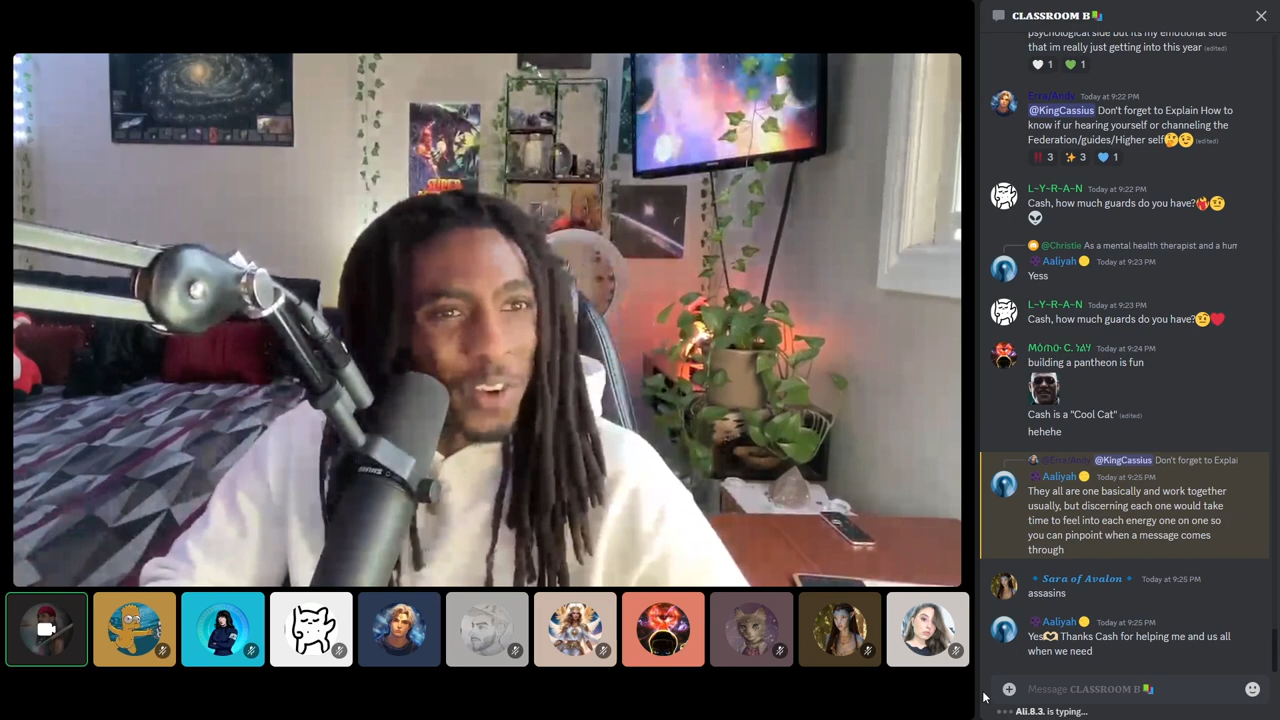 CLASSROOM B
psychological side but its my emotional side
that im really just getting into this year (edited)
1 1
Erra/Andy Today at 9:22 PM
@KingCassius Don't forget to Explain How to
know if ur hearing yourself or channeling the
Federation/guides/Higher self🤔😉 (edited)
3 3 1
L~Y~R~A~N Today at 9:22 PM
Cash, how much guards do you have?
@Christie As a mental health therapist and a hum
Aaliyah Today at 9:23 PM
Yess
L~Y~R~A~N Today at 9:23 PM
Cash, how much guards do you have?
Today at 9:24 PM
building a pantheon is fun
Cash is a "Cool Cat" (edited)
hehehe
@Erra/Andy @KingCassius Don't forget to Explai
Aaliyah Today at 9:25 PM
They all are one basically and work together
usually, but discerning each one would take
time to feel into each energy one on one so
you can pinpoint when a message comes
through
Sara of Avalon Today at 9:25 PM
assasins
Aaliyah Today at 9:25 PM
Yes🫶 Thanks Cash for helping me and us all
when we need
Message CLASSROOM B
Ali.8.3. is typing...
SUPER